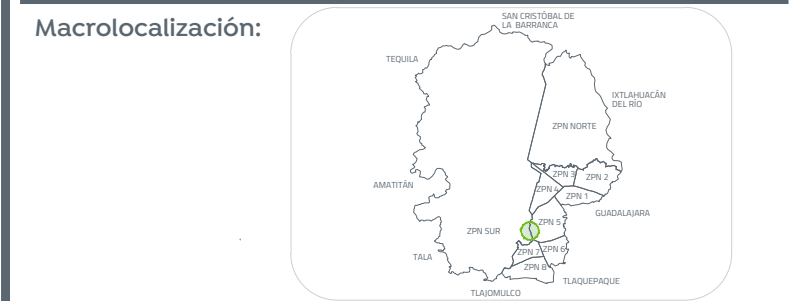 Macrolocalización:
SAN CRISTÓBAL DE
LA BARRANCA
TEQUILA
IXTLAHUACÁN
DEL RÍO
ZPN NORTE
ZPN 3
ZPN 2
AMATITÁN
ZPN 4
ZPN 1
GUADALAJARA
ZPN 5
ZPN SUR
ZPN 6
ZPN 7
TALA
ZPN 8
TLAQUEPAQUE
TLAJOMULCO